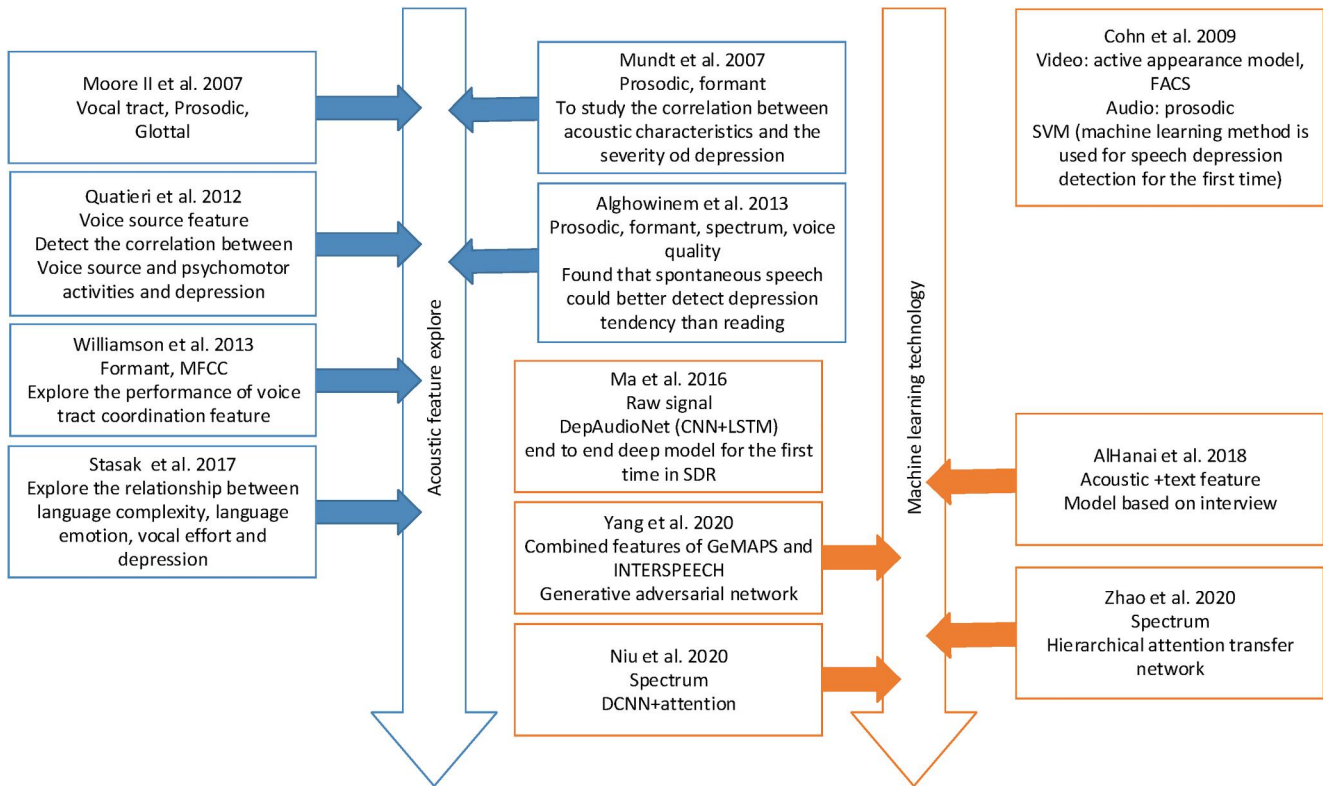 Moore II et al. 2007
Vocal tract, Prosodic,
Glottal
Quatieri et al. 2012
Voice source feature
Detect the correlation between
Voice source and psychomotor
activities and depression
Williamson et al. 2013
Formant, MFCC
Explore the performance of voice
tract coordination feature
Stasak et al. 2017
Explore the relationship between
language complexity, language
emotion, vocal effort and
depression
Acoustic feature explore
Mundt et al. 2007
Prosodic, formant
To study the correlation between
acoustic characteristics and the
severity od depression
Alghowinem et al. 2013
Prosodic, formant, spectrum, voice
quality
Found that spontaneous speech
could better detect depression
tendency than reading
Ma et al. 2016
Raw signal
DepAudioNet (CNN+LSTM)
end to end deep model for the first
time in SDR
Yang et al. 2020
Combined features of GeMAPS and
INTERSPEECH
Generative adversarial network
Niu et al. 2020
Spectrum
DCNN+attention
Machine learning technology
Cohn et al. 2009
Video: active appearance model,
FACS
Audio: prosodic
SVM (machine learning method is
used for speech depression
detection for the first time)
AlHanai et al. 2018
Acoustic +text feature
Model based on interview
Zhao et al. 2020
Spectrum
Hierarchical attention transfer
network